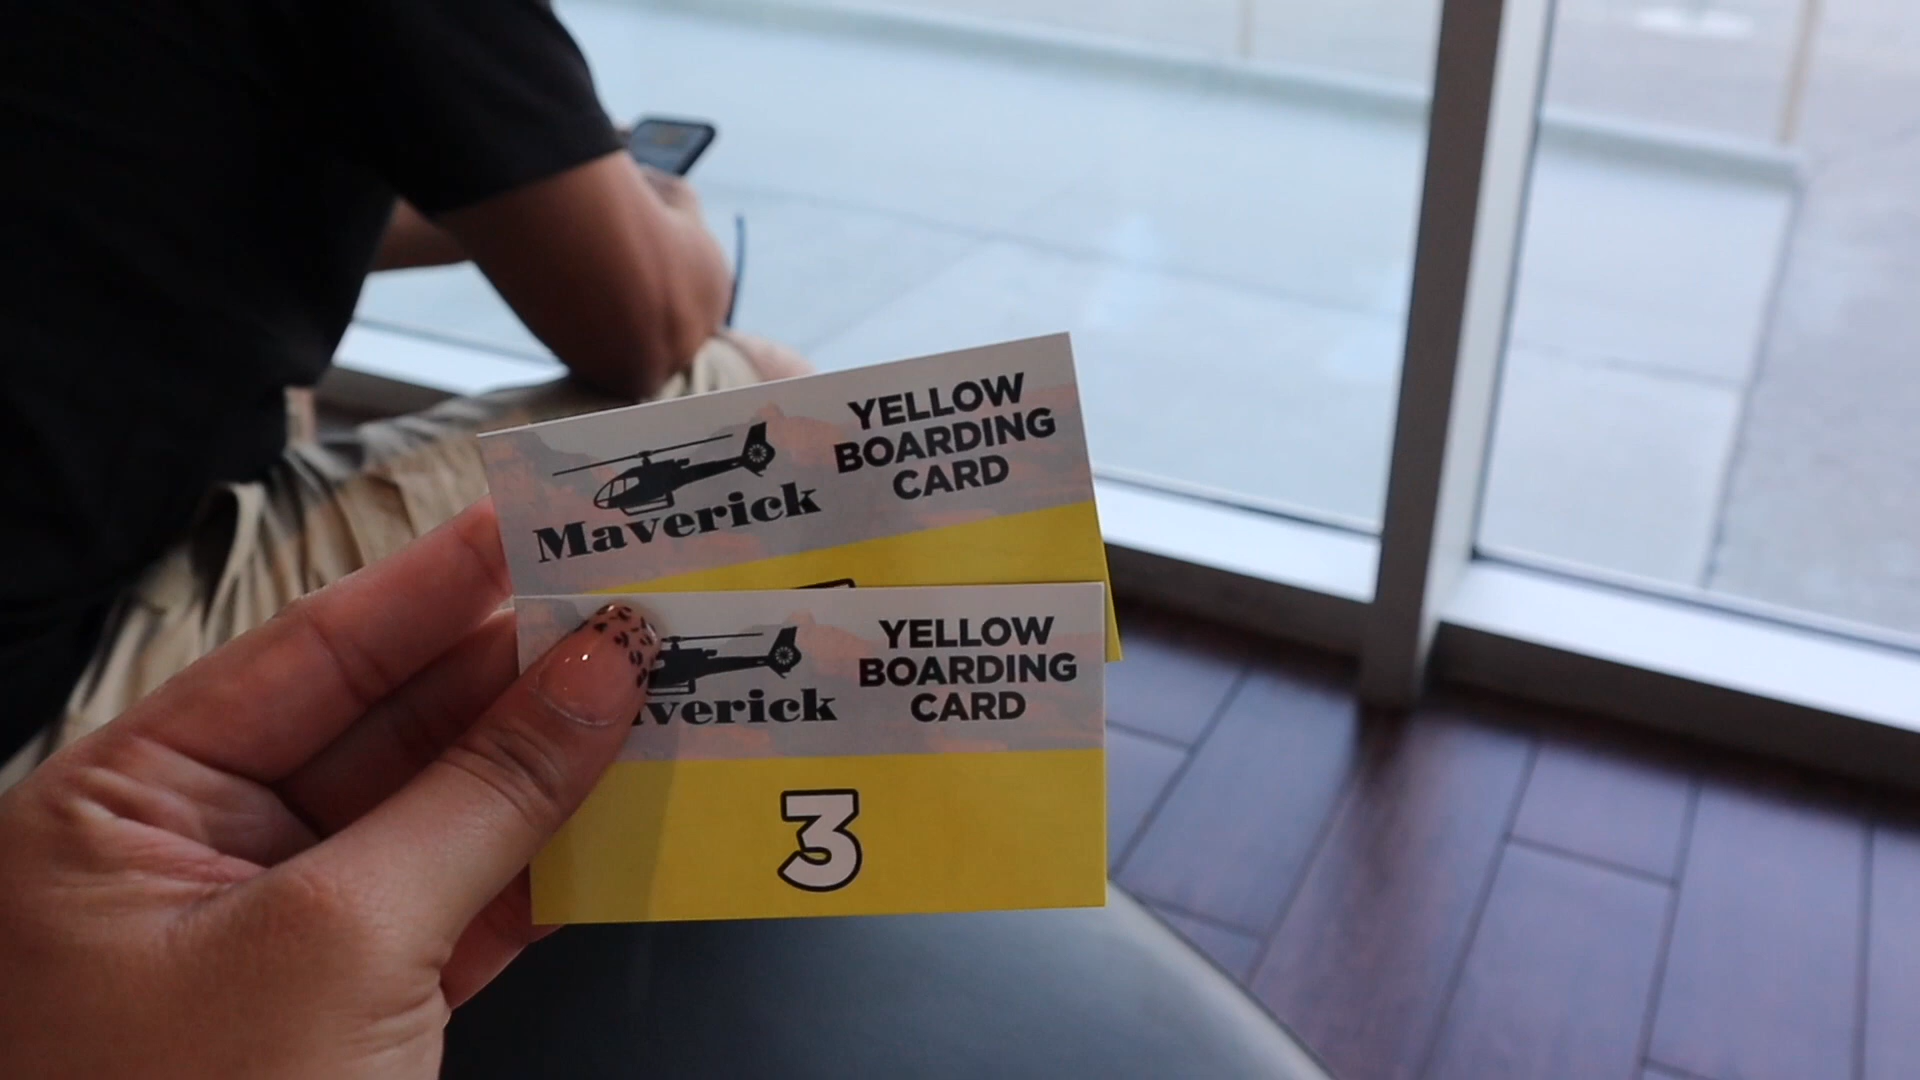 YELLOW
BOARDING
CARD
Maverick
YELLOW
BOARDING
CARD
verick
3